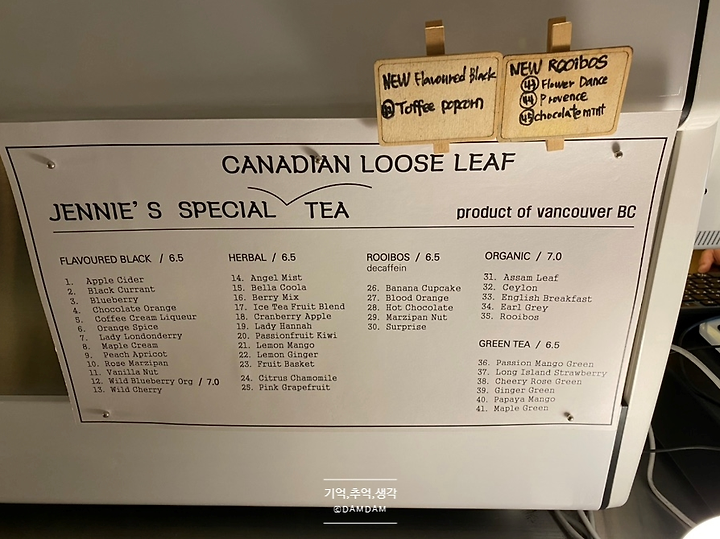 NEW Flavoured Black
Toffee popcorn
NEW ROOiBOS
43 Flower Dance
44 Provence
45 chocolate mint
CANADIAN LOOSE LEAF
JENNIE'S SPECIAL TEA
product of vancouver BC
FLAVOURED BLACK / 6.5
1. Apple Cider
2. Black Currant
3. Blueberry
4. Chocolate Orange
5. Coffee Cream Liqueur
6. Orange Spice
7. Lady Londonderry
8. Maple Cream
9. Peach Apricot
10. Rose Marzipan
11. Vanilla Nut
12. Wild Blueberry Org / 7.0
13. Wild Cherry
HERBAL / 6.5
14. Angel Mist
15. Bella Coola
16. Berry Mix
17. Ice Tea Fruit Blend
18. Cranberry Apple
19. Lady Hannah
20. Passionfruit Kiwi
21. Lemon Mango
22. Lemon Ginger
23. Fruit Basket
24. Citrus Chamomile
25. Pink Grapefruit
ROOIBOS / 6.5
decaffein
26. Banana Cupcake
27. Blood Orange
28. Hot Chocolate
29. Marzipan Nut
30. Surprise
ORGANIC / 7.0
31. Assam Leaf
32. Ceylon
33. English Breakfast
34. Earl Grey
35. Rooibos
GREEN TEA / 6.5
36. Passion Mango Green
37. Long Island Strawberry
38. Cheery Rose Green
39. Ginger Green
40. Papaya Mango
41. Maple Green
기억,추억,생각
©DAMDAM